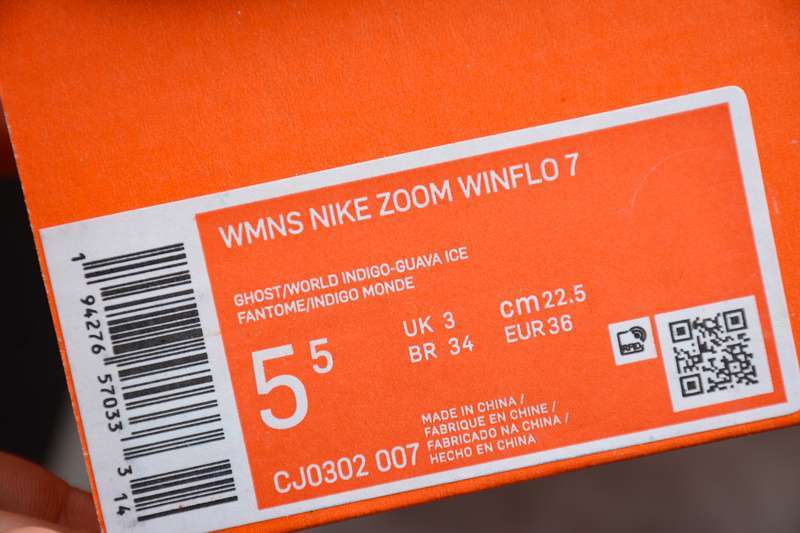 WMNS NIKE ZOOM WINFLO 7
GHOST/WORLD INDIGO-GUAVA ICE
FANTOME/INDIGO MONDE
5 5
UK 3
BR 34
cm 22.5
EUR 36
RFID
MADE IN CHINA /
FABRIQUE EN CHINE /
FABRICADO NA CHINA /
HECHO EN CHINA
CJ0302 007
1 94276 57033 3 14